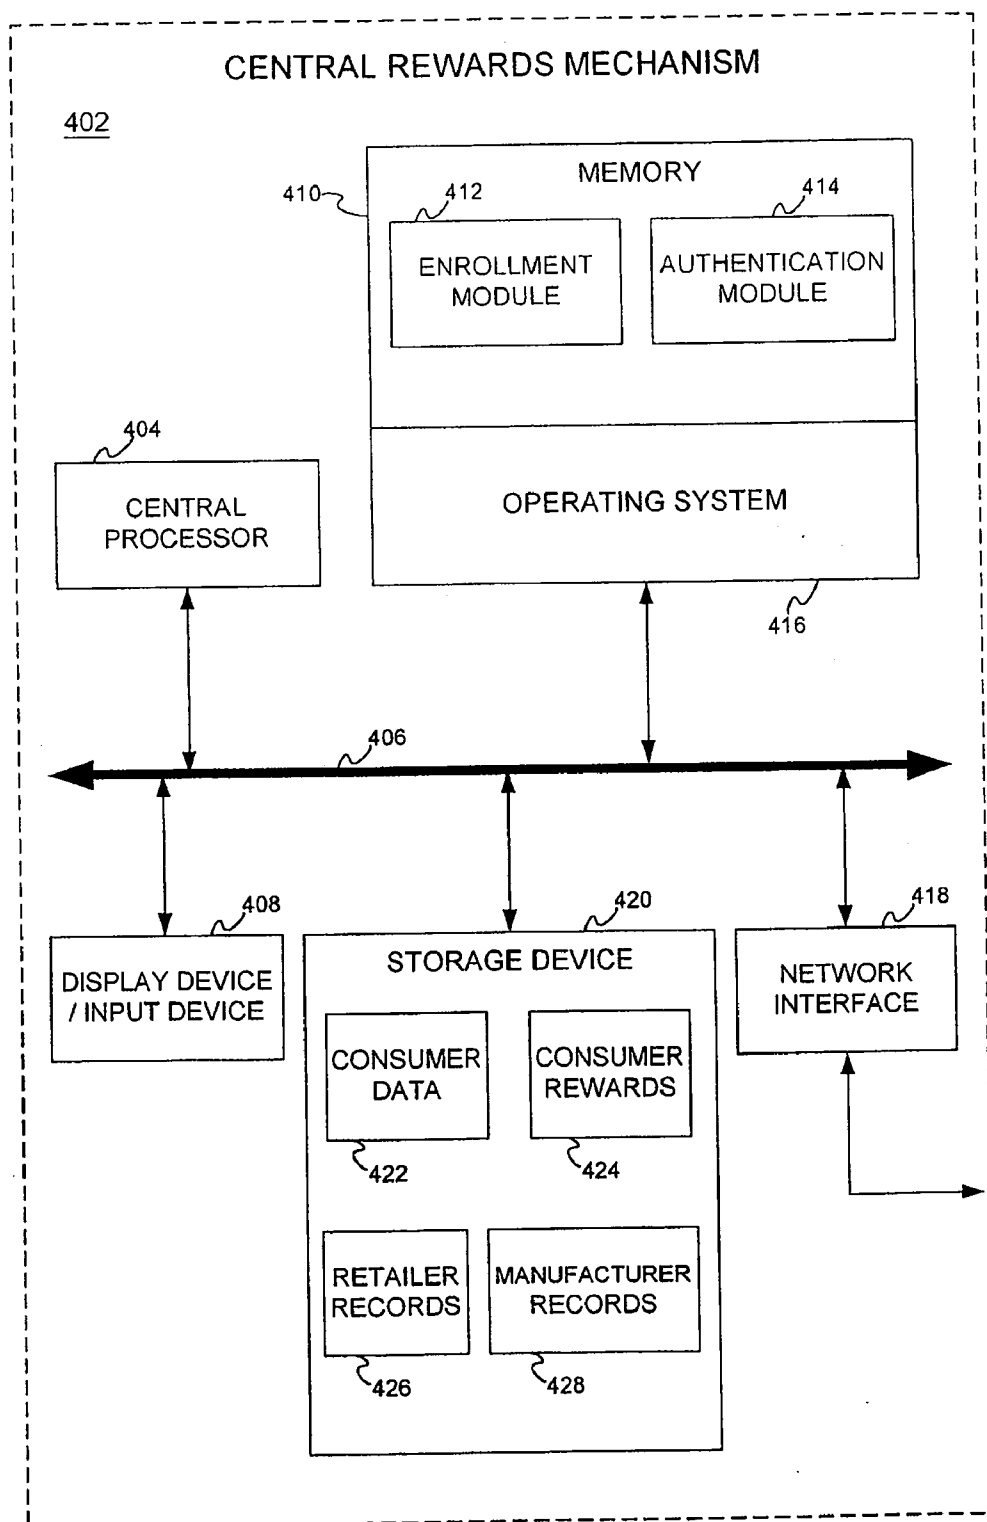 CENTRAL REWARDS MECHANISM
402
MEMORY
410
412
414
ENROLLMENT
MODULE
AUTHENTICATION
MODULE
404
CENTRAL
PROCESSOR
OPERATING SYSTEM
416
406
408
420
418
DISPLAY DEVICE
/ INPUT DEVICE
STORAGE DEVICE
NETWORK
INTERFACE
CONSUMER
DATA
CONSUMER
REWARDS
422
424
RETAILER
RECORDS
MANUFACTURER
RECORDS
426
428